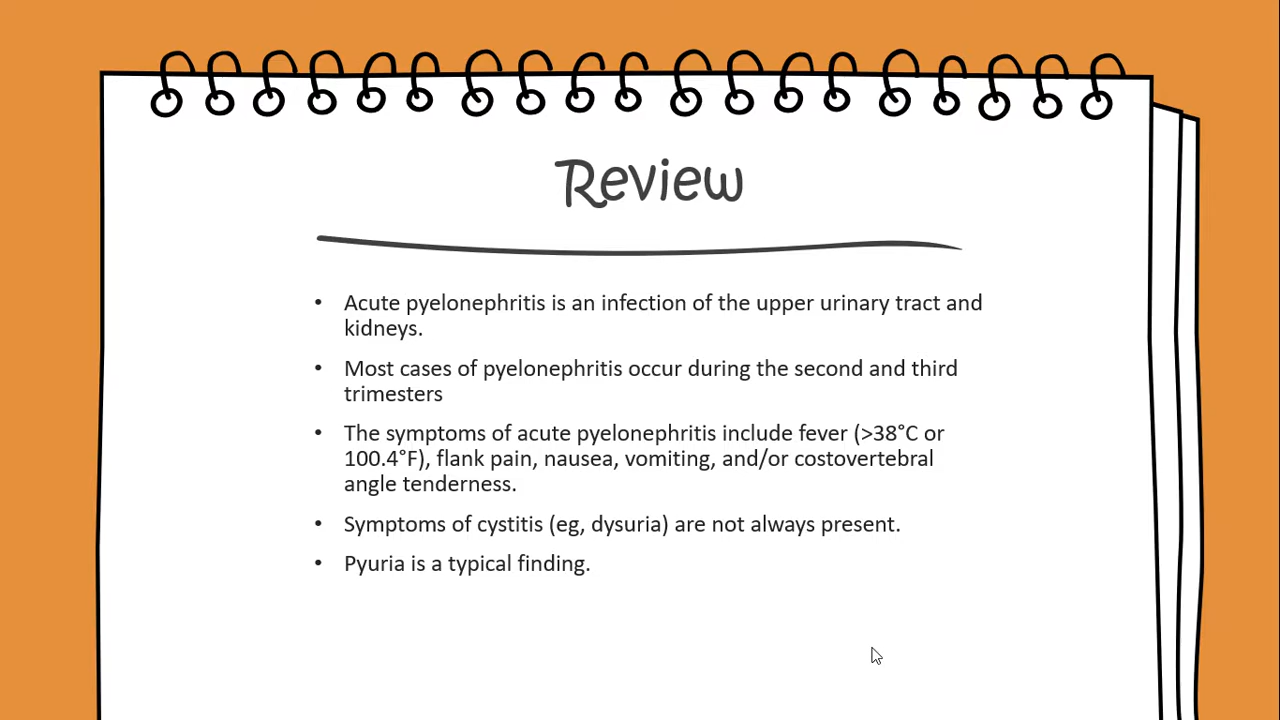 Review
• Acute pyelonephritis is an infection of the upper urinary tract and
kidneys.
• Most cases of pyelonephritis occur during the second and third
trimesters
• The symptoms of acute pyelonephritis include fever (>38°C or
100.4°F), flank pain, nausea, vomiting, and/or costovertebral
angle tenderness.
• Symptoms of cystitis (eg, dysuria) are not always present.
• Pyuria is a typical finding.